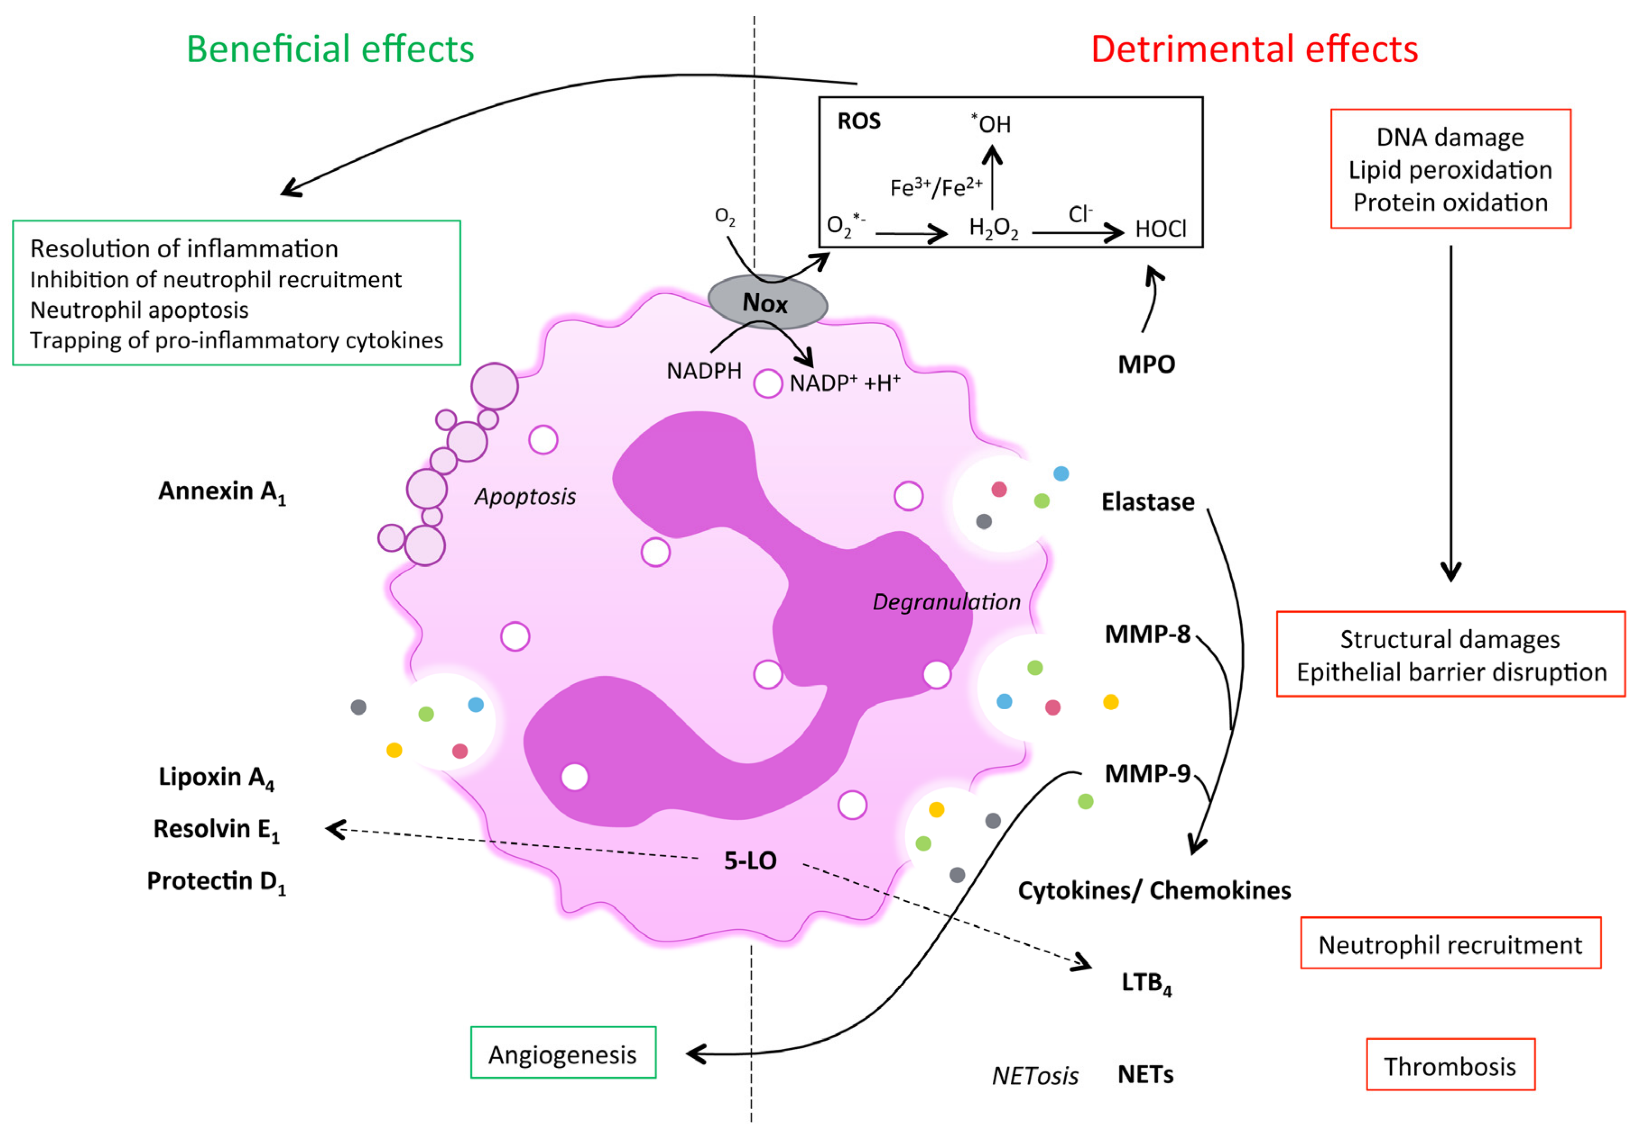 Beneficial effects
Detrimental effects
ROS
*OH
Fe³⁺/Fe²⁺
O₂*⁻
H₂O₂
Cl⁻
HOCl
DNA damage
Lipid peroxidation
Protein oxidation
O₂
Resolution of inflammation
Inhibition of neutrophil recruitment
Neutrophil apoptosis
Trapping of pro-inflammatory cytokines
Nox
NADPH
NADP⁺ +H⁺
MPO
Annexin A₁
Apoptosis
Elastase
Degranulation
MMP-8
Structural damages
Epithelial barrier disruption
Lipoxin A₄
MMP-9
Resolvin E₁
5-LO
Protectin D₁
Cytokines/ Chemokines
Neutrophil recruitment
LTB₄
Angiogenesis
NETosis
NETs
Thrombosis